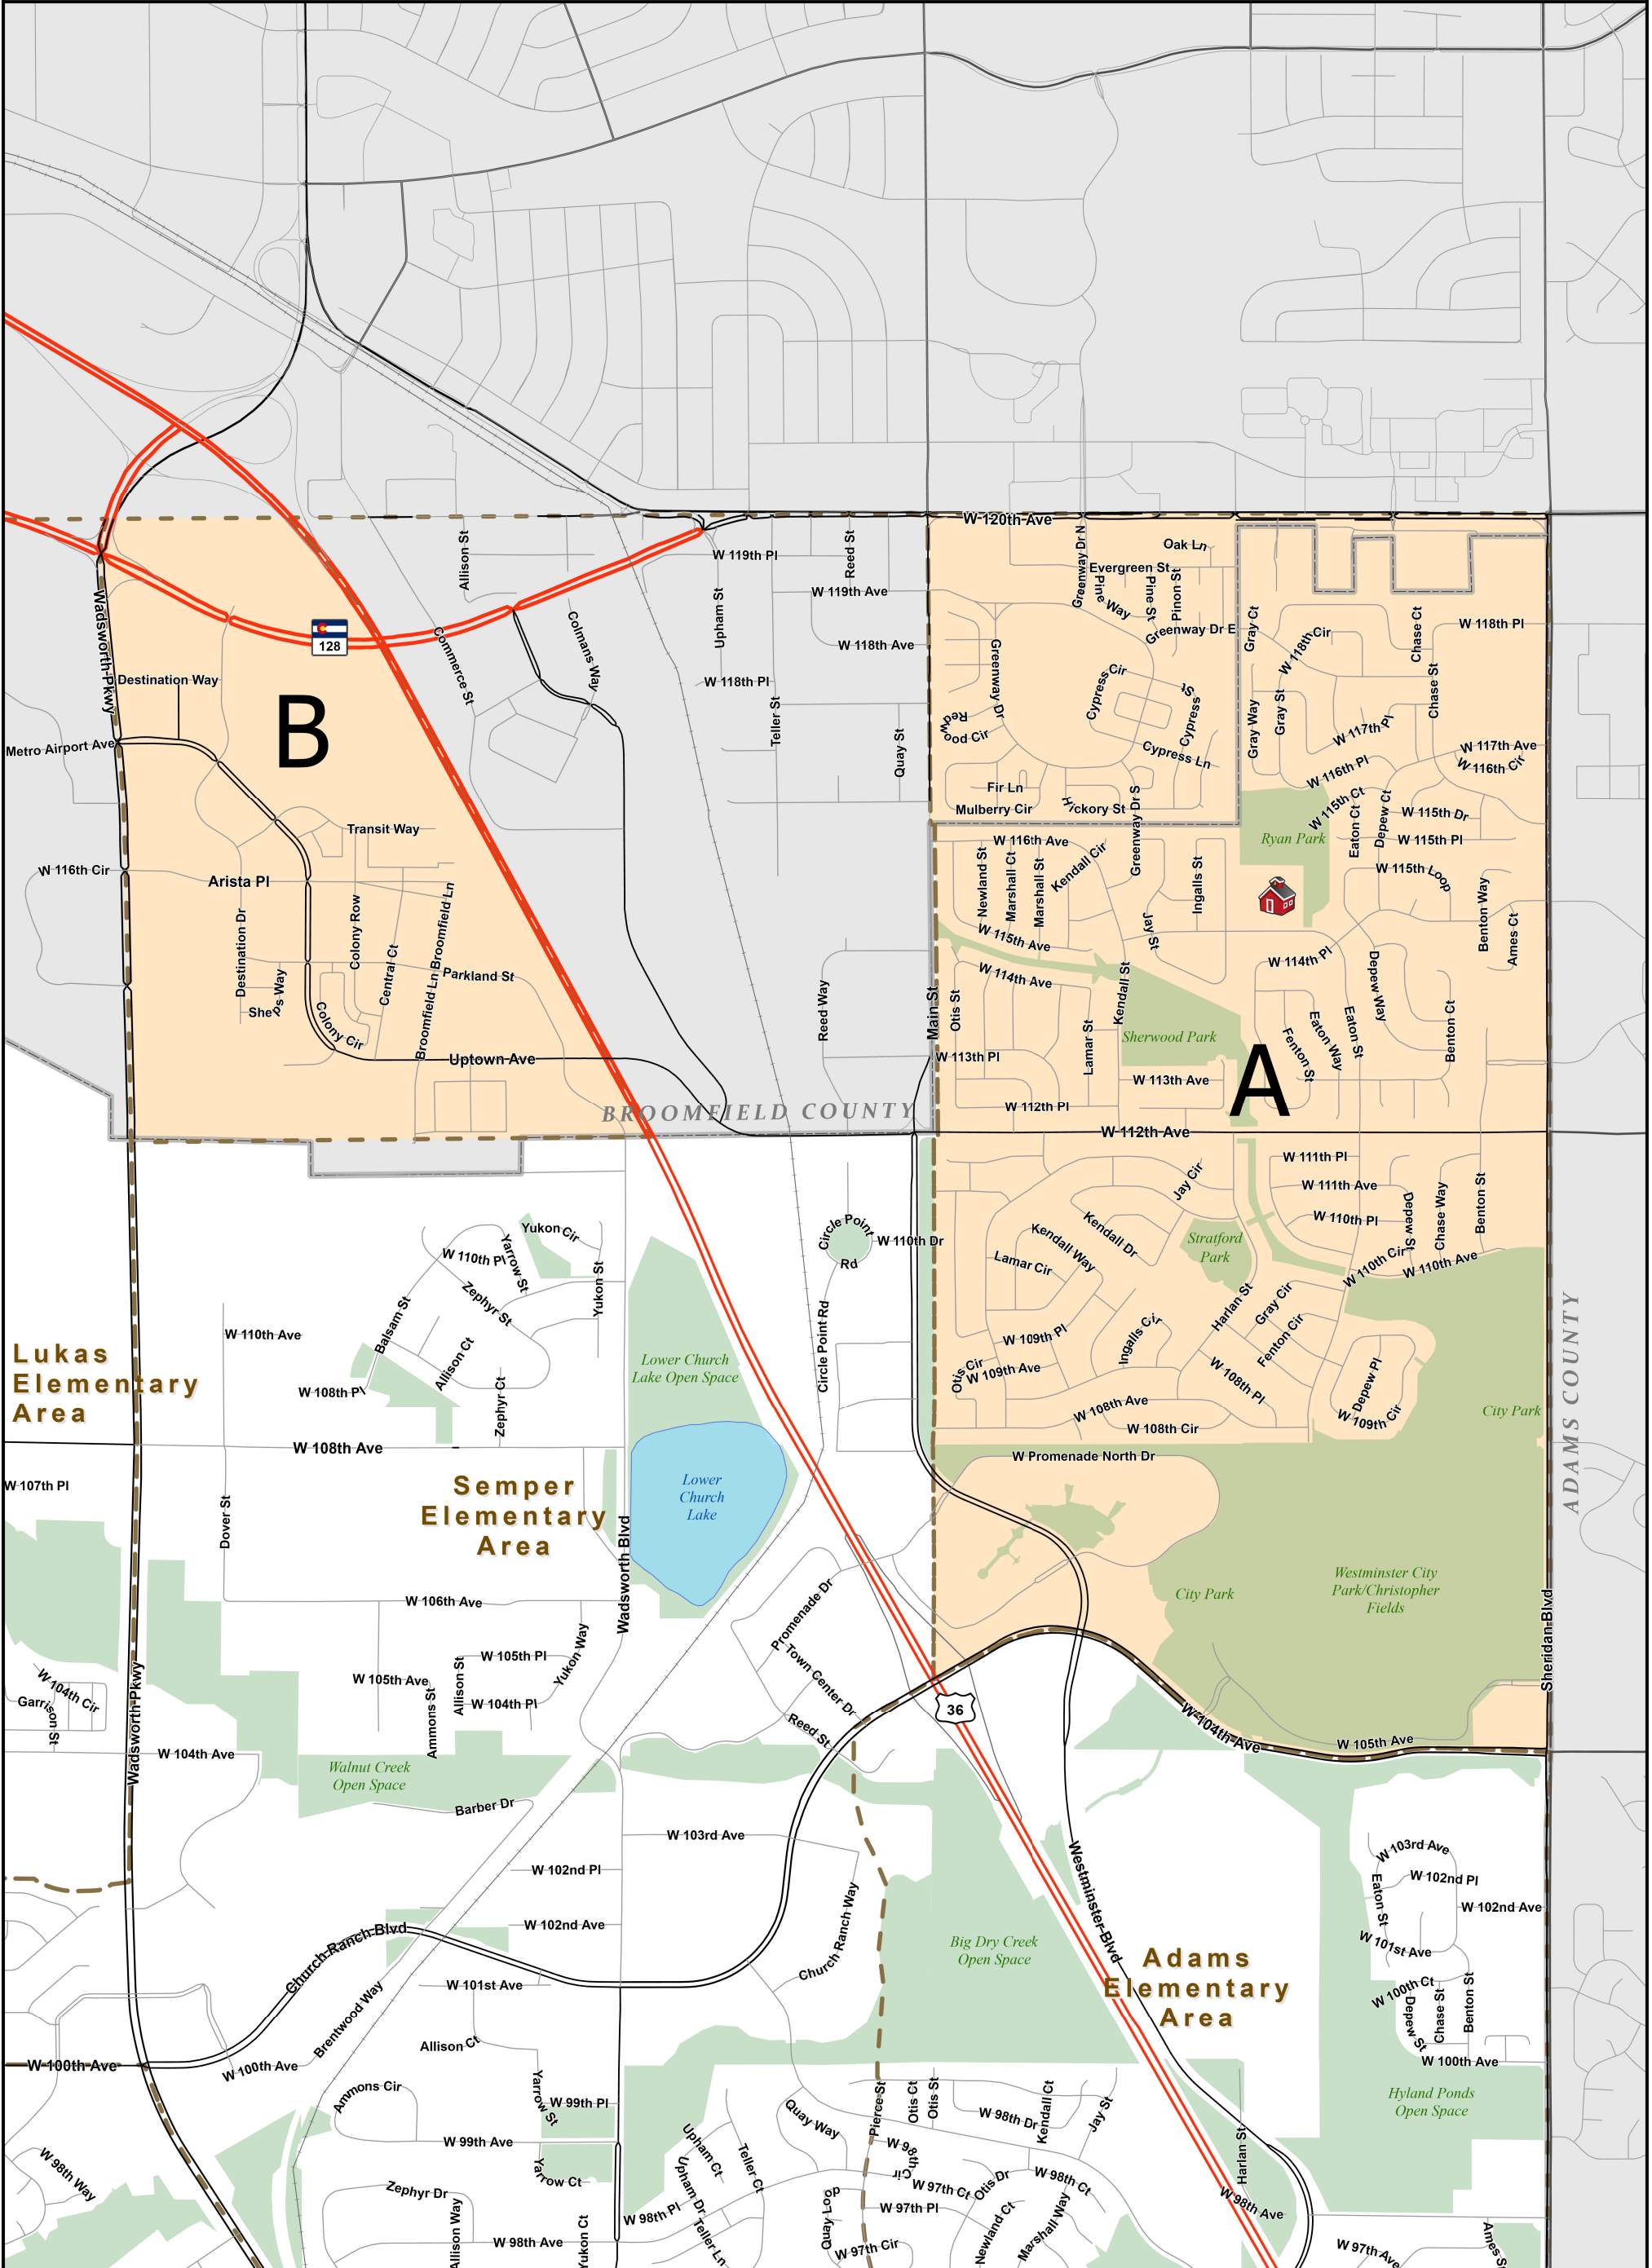 W 120th Ave
Oak Ln
Greenway Dr N
Evergreen St
Pine Way
Pine St
Pinon St
Greenway Dr E
Allison St
W 119th Pl
Reed St
W 119th Ave
Upham St
W 118th Ave
W 118th Pl
Teller St
Quay St
Colmans Way
Commerce St
128
Wadsworth Pkwy
Destination Way
Metro Airport Ave
B
Greenway Dr
Redwood Cir
Cypress Cir
Cypress St
Cypress Ln
Fir Ln
Mulberry Cir
Hickory St
Greenway Dr S
Gray Ct
W 118th Cir
Chase Ct
W 118th Pl
Chase St
Gray Way
Gray St
W 117th Pl
W 117th Ave
W 116th Cir
W 116th Pl
W 115th Ct
Eaton Ct
Depew Ct
W 115th Dr
W 115th Pl
Ryan Park
W 115th Loop
Transit Way
W 116th Cir
Arista Pl
Destination Dr
Colony Row
Central Ct
Broomfield Ln
Broomfield Ln
Parkland St
Colony Cir
Uptown Ave
W 116th Ave
Newland St
Marshall Ct
Marshall St
Kendall Cir
Ingalls St
Jay St
W 115th Ave
W 114th Ave
Kendall St
Benton Way
Ames Ct
W 114th Pl
Depew Way
Reed Way
Main St
Otis St
Lamar St
Sherwood Park
Fenton St
Eaton Way
Eaton St
Benton Ct
W 113th Pl
W 113th Ave
A
W 112th Pl
BROOMFIELD COUNTY
W 112th Ave
W 111th Pl
W 111th Ave
W 110th Pl
Depew St
Chase Way
Benton St
W 110th Cir
W 110th Ave
Jay Cir
Kendall Dr
Kendall Way
Lamar Cir
Stratford
Park
Harlan St
Gray Cir
Fenton Cir
Ingalls Cir
W 109th Pl
Otis Cir
W 109th Ave
W 108th Pl
W 108th Ave
W 108th Cir
Depew Pl
W 109th Cir
City Park
ADAMS COUNTY
Circle Point
Rd
W 110th Dr
Circle Point Rd
Yukon Cir
W 110th Pl
Yarrow St
Zephyr St
Yukon St
Balsam St
W 110th Ave
Allison Ct
W 108th Pl
Zephyr Ct
Lower Church
Lake Open Space
Lukas
Elementary
Area
W 108th Ave
W 107th Pl
Dover St
Semper
Elementary
Area
Lower
Church
Lake
Wadsworth Blvd
W Promenade North Dr
City Park
Westminster City
Park/Christopher
Fields
Sheridan Blvd
W 106th Ave
Promenade Dr
Town Center Dr
Reed St
W 105th Pl
Yukon Way
W 105th Ave
Allison St
Ammons St
W 104th Pl
W 104th Cir
Garrison St
Wadsworth Pkwy
W 104th Ave
36
W 104th Ave
W 105th Ave
Walnut Creek
Open Space
Barber Dr
W 103rd Ave
W 102nd Pl
W 102nd Ave
Church Ranch Blvd
Church Ranch Way
W 101st Ave
Brentwood Way
Allison Ct
W 100th Ave
W 100th Ave
Big Dry Creek
Open Space
Westminster Blvd
Adams
Elementary
Area
W 103rd Ave
W 102nd Pl
Eaton St
W 102nd Ave
W 101st Ave
W 100th Ct
Depew St
Chase St
Benton St
W 100th Ave
Hyland Ponds
Open Space
Ammons Cir
Yarrow St
W 99th Pl
W 99th Ave
Yarrow Ct
W 98th Way
Zephyr Dr
Allison Way
W 98th Ave
Yukon Ct
W 98th Pl
Upham Ct
Upham Dr
Teller Ct
Teller Ln
Quay Way
Pierce St
Otis Ct
Otis St
W 98th Dr
Kendall Ct
Jay St
W 98th Cir
W 97th Ct
Otis Dr
W 98th Ct
Quay Loop
W 97th Pl
W 97th Cir
Newland Ct
Marshall Way
Harlan St
W 98th Ave
W 97th Ave